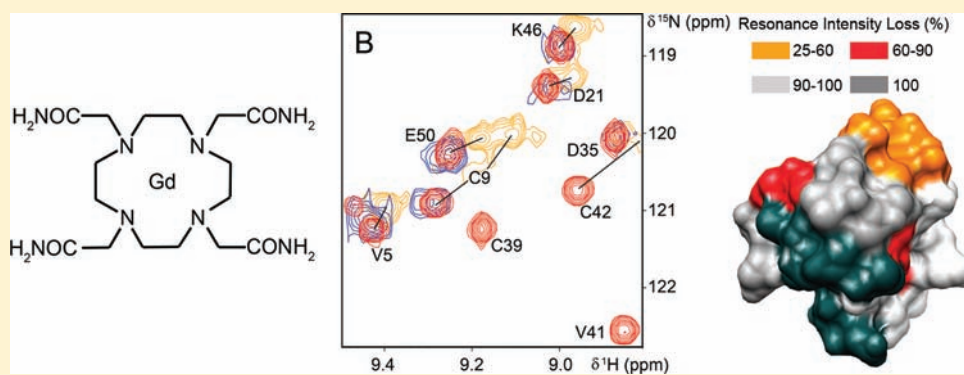 H₂NOC
CONH₂
N
N
Gd
N
N
H₂NOC
CONH₂
B
δ ¹⁵N (ppm)
K46
119
D21
E50
120
D35
C9
C42
121
V5
C39
122
V41
9.4
9.2
9.0
δ¹H (ppm)
Resonance Intensity Loss (%)
25-60
60-90
90-100
100